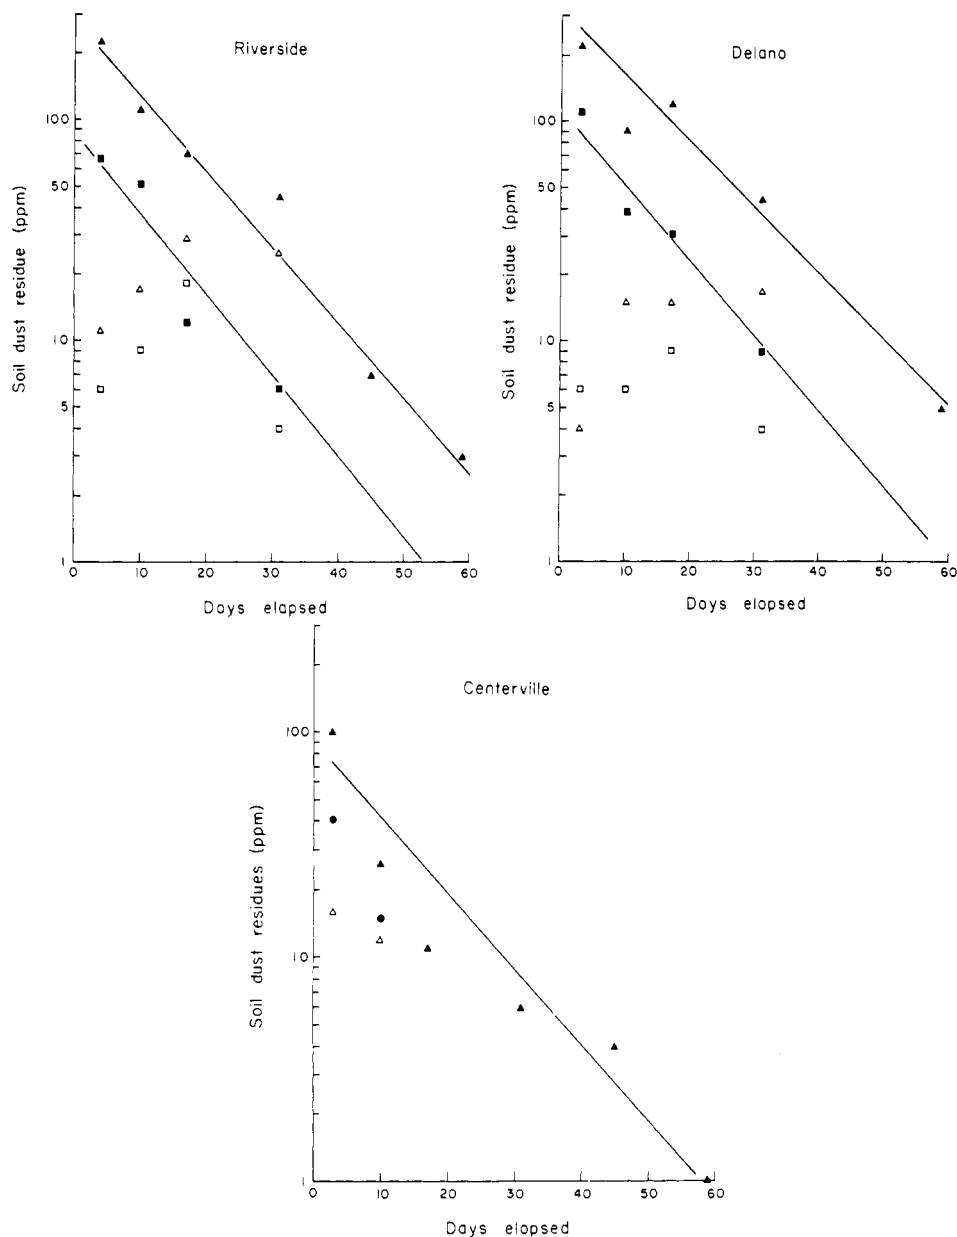 Riverside
Soil dust residue (ppm)
100
50
10
5
1
0 10 20 30 40 50 60
Days elapsed
Delano
Soil dust residue (ppm)
100
50
10
5
1
0 10 20 30 40 50 60
Days elapsed
Centerville
Soil dust residues (ppm)
100
10
1
0 10 20 30 40 50 60
Days elapsed